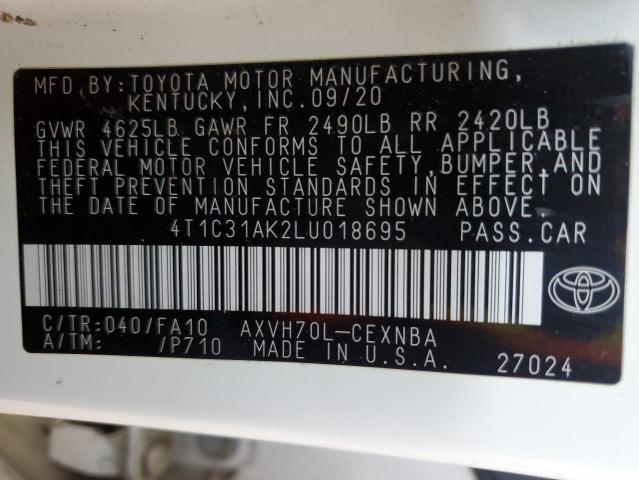 MFD BY: TOYOTA MOTOR MANUFACTURING,
KENTUCKY, INC. 09/20
GVWR 4625LB GAWR FR 2490LB RR 2420LB
THIS VEHICLE CONFORMS TO ALL APPLICABLE
FEDERAL MOTOR VEHICLE SAFETY, BUMPER, AND
THEFT PREVENTION STANDARDS IN EFFECT ON
THE DATE OF MANUFACTURE SHOWN ABOVE.
4T1C31AK2LU018695 PASS. CAR
C/TR: 040/FA10 AXVH70L-CEXNBA
A/TM: /P710 MADE IN U.S.A.
27024